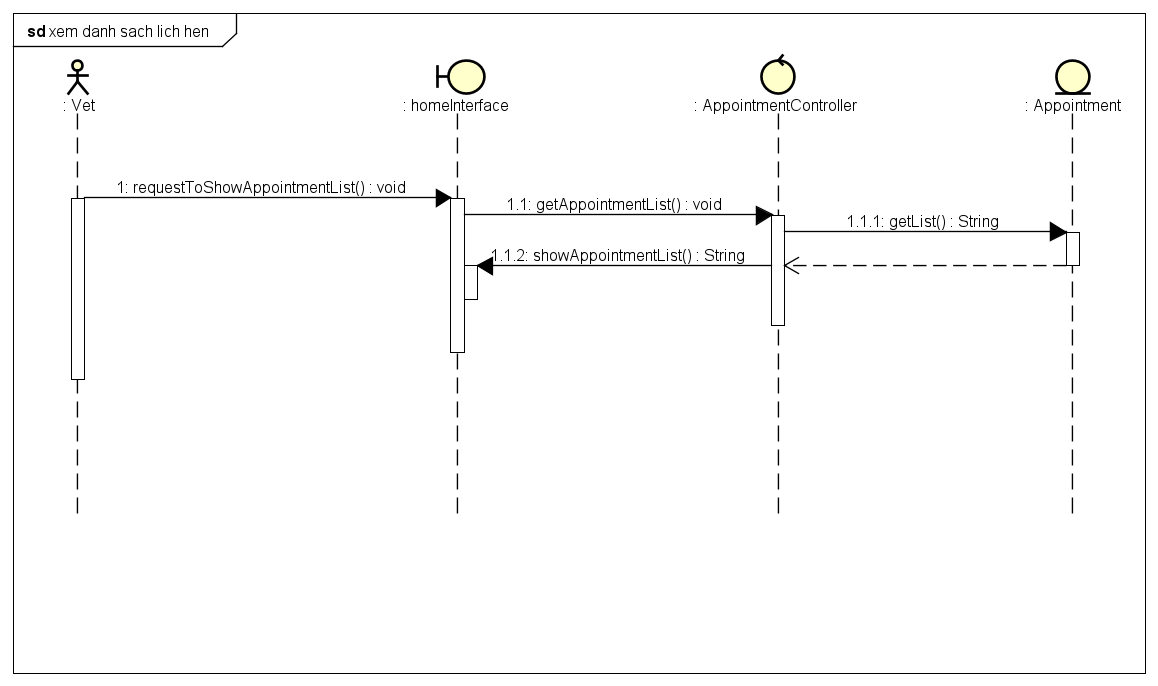 sd xem danh sach lich hen
: Vet
: homeInterface
: AppointmentController
: Appointment
1: requestToShowAppointmentList() : void
1.1: getAppointmentList() : void
1.1.1: getList() : String
1.1.2: showAppointmentList() : String